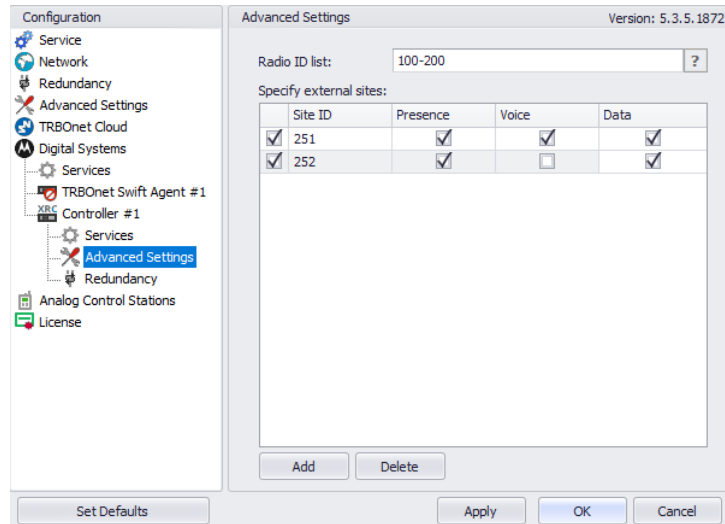 Configuration
Service
Network
Redundancy
Advanced Settings
TRBOnet Cloud
Digital Systems
Services
TRBOnet Swift Agent #1
XRC Controller #1
Services
Advanced Settings
Redundancy
Analog Control Stations
License
Set Defaults
Advanced Settings Version: 5.3.5.1872
Radio ID list: 100-200 ?
Specify external sites:
Site ID Presence Voice Data
251
252
Add Delete
Apply OK Cancel